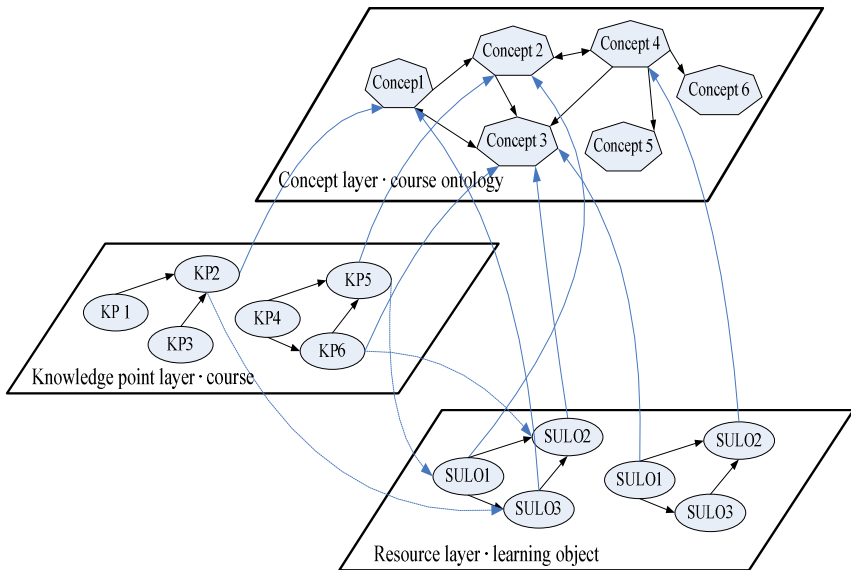 Concept 2
Concept 4
Concep1
Concept 6
Concept 3
Concept 5
Concept layer · course ontology
KP2
KP5
KP 1
KP4
KP3
KP6
Knowledge point layer · course
SULO2
SULO2
SULO1
SULO1
SULO3
SULO3
Resource layer · learning object